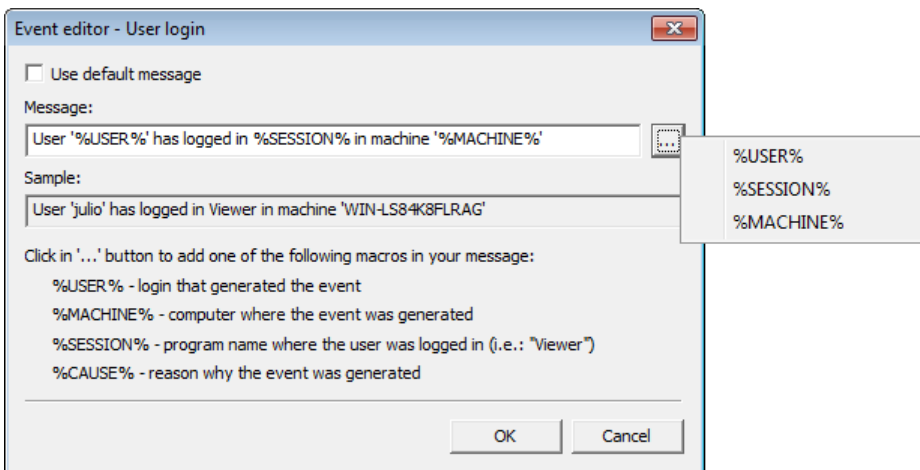 Event editor - User login
Use default message
Message:
User '%USER%' has logged in %SESSION% in machine '%MACHINE%'
...
%USER%
%SESSION%
%MACHINE%
Sample:
User 'julio' has logged in Viewer in machine 'WIN-LS84K8FLRAG'
Click in '...' button to add one of the following macros in your message:
%USER% - login that generated the event
%MACHINE% - computer where the event was generated
%SESSION% - program name where the user was logged in (i.e.: "Viewer")
%CAUSE% - reason why the event was generated
OK
Cancel